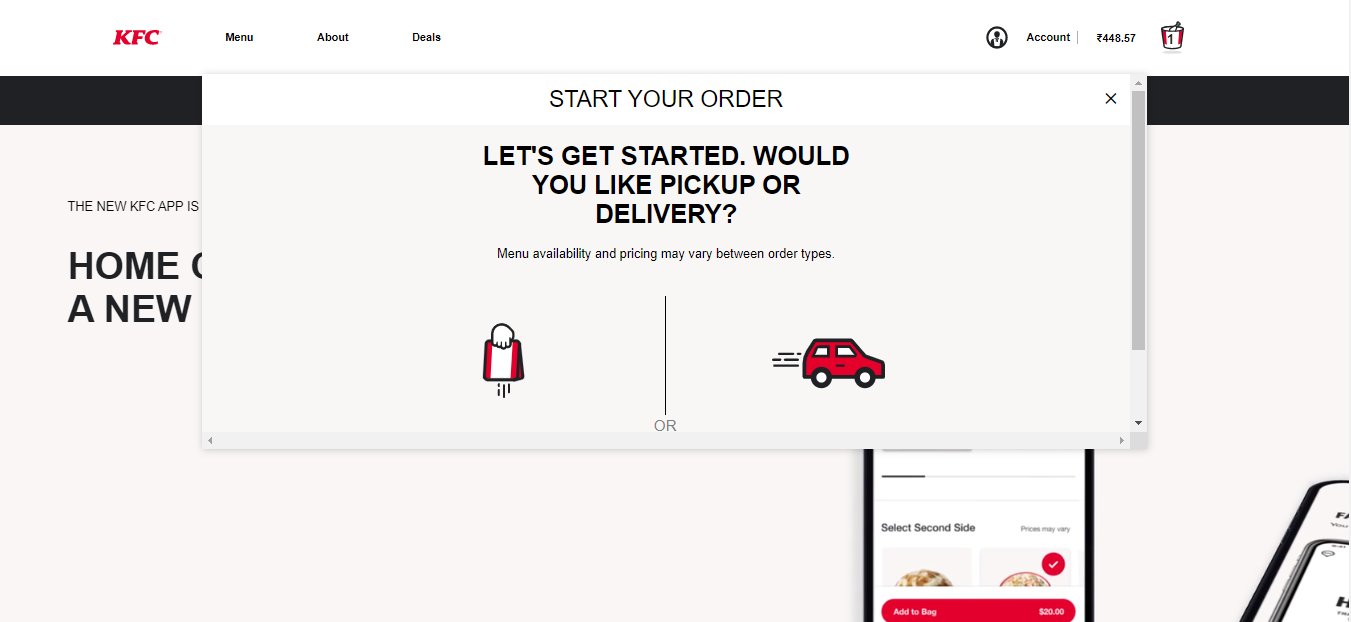 KFC
Menu
About
Deals
Account
₹448.57
1
START YOUR ORDER
LET'S GET STARTED. WOULD
YOU LIKE PICKUP OR
DELIVERY?
Menu availability and pricing may vary between order types.
OR
THE NEW KFC APP IS
HOME
A NEW
Select Second Side
Prices may vary
Add to Bag
$20.00